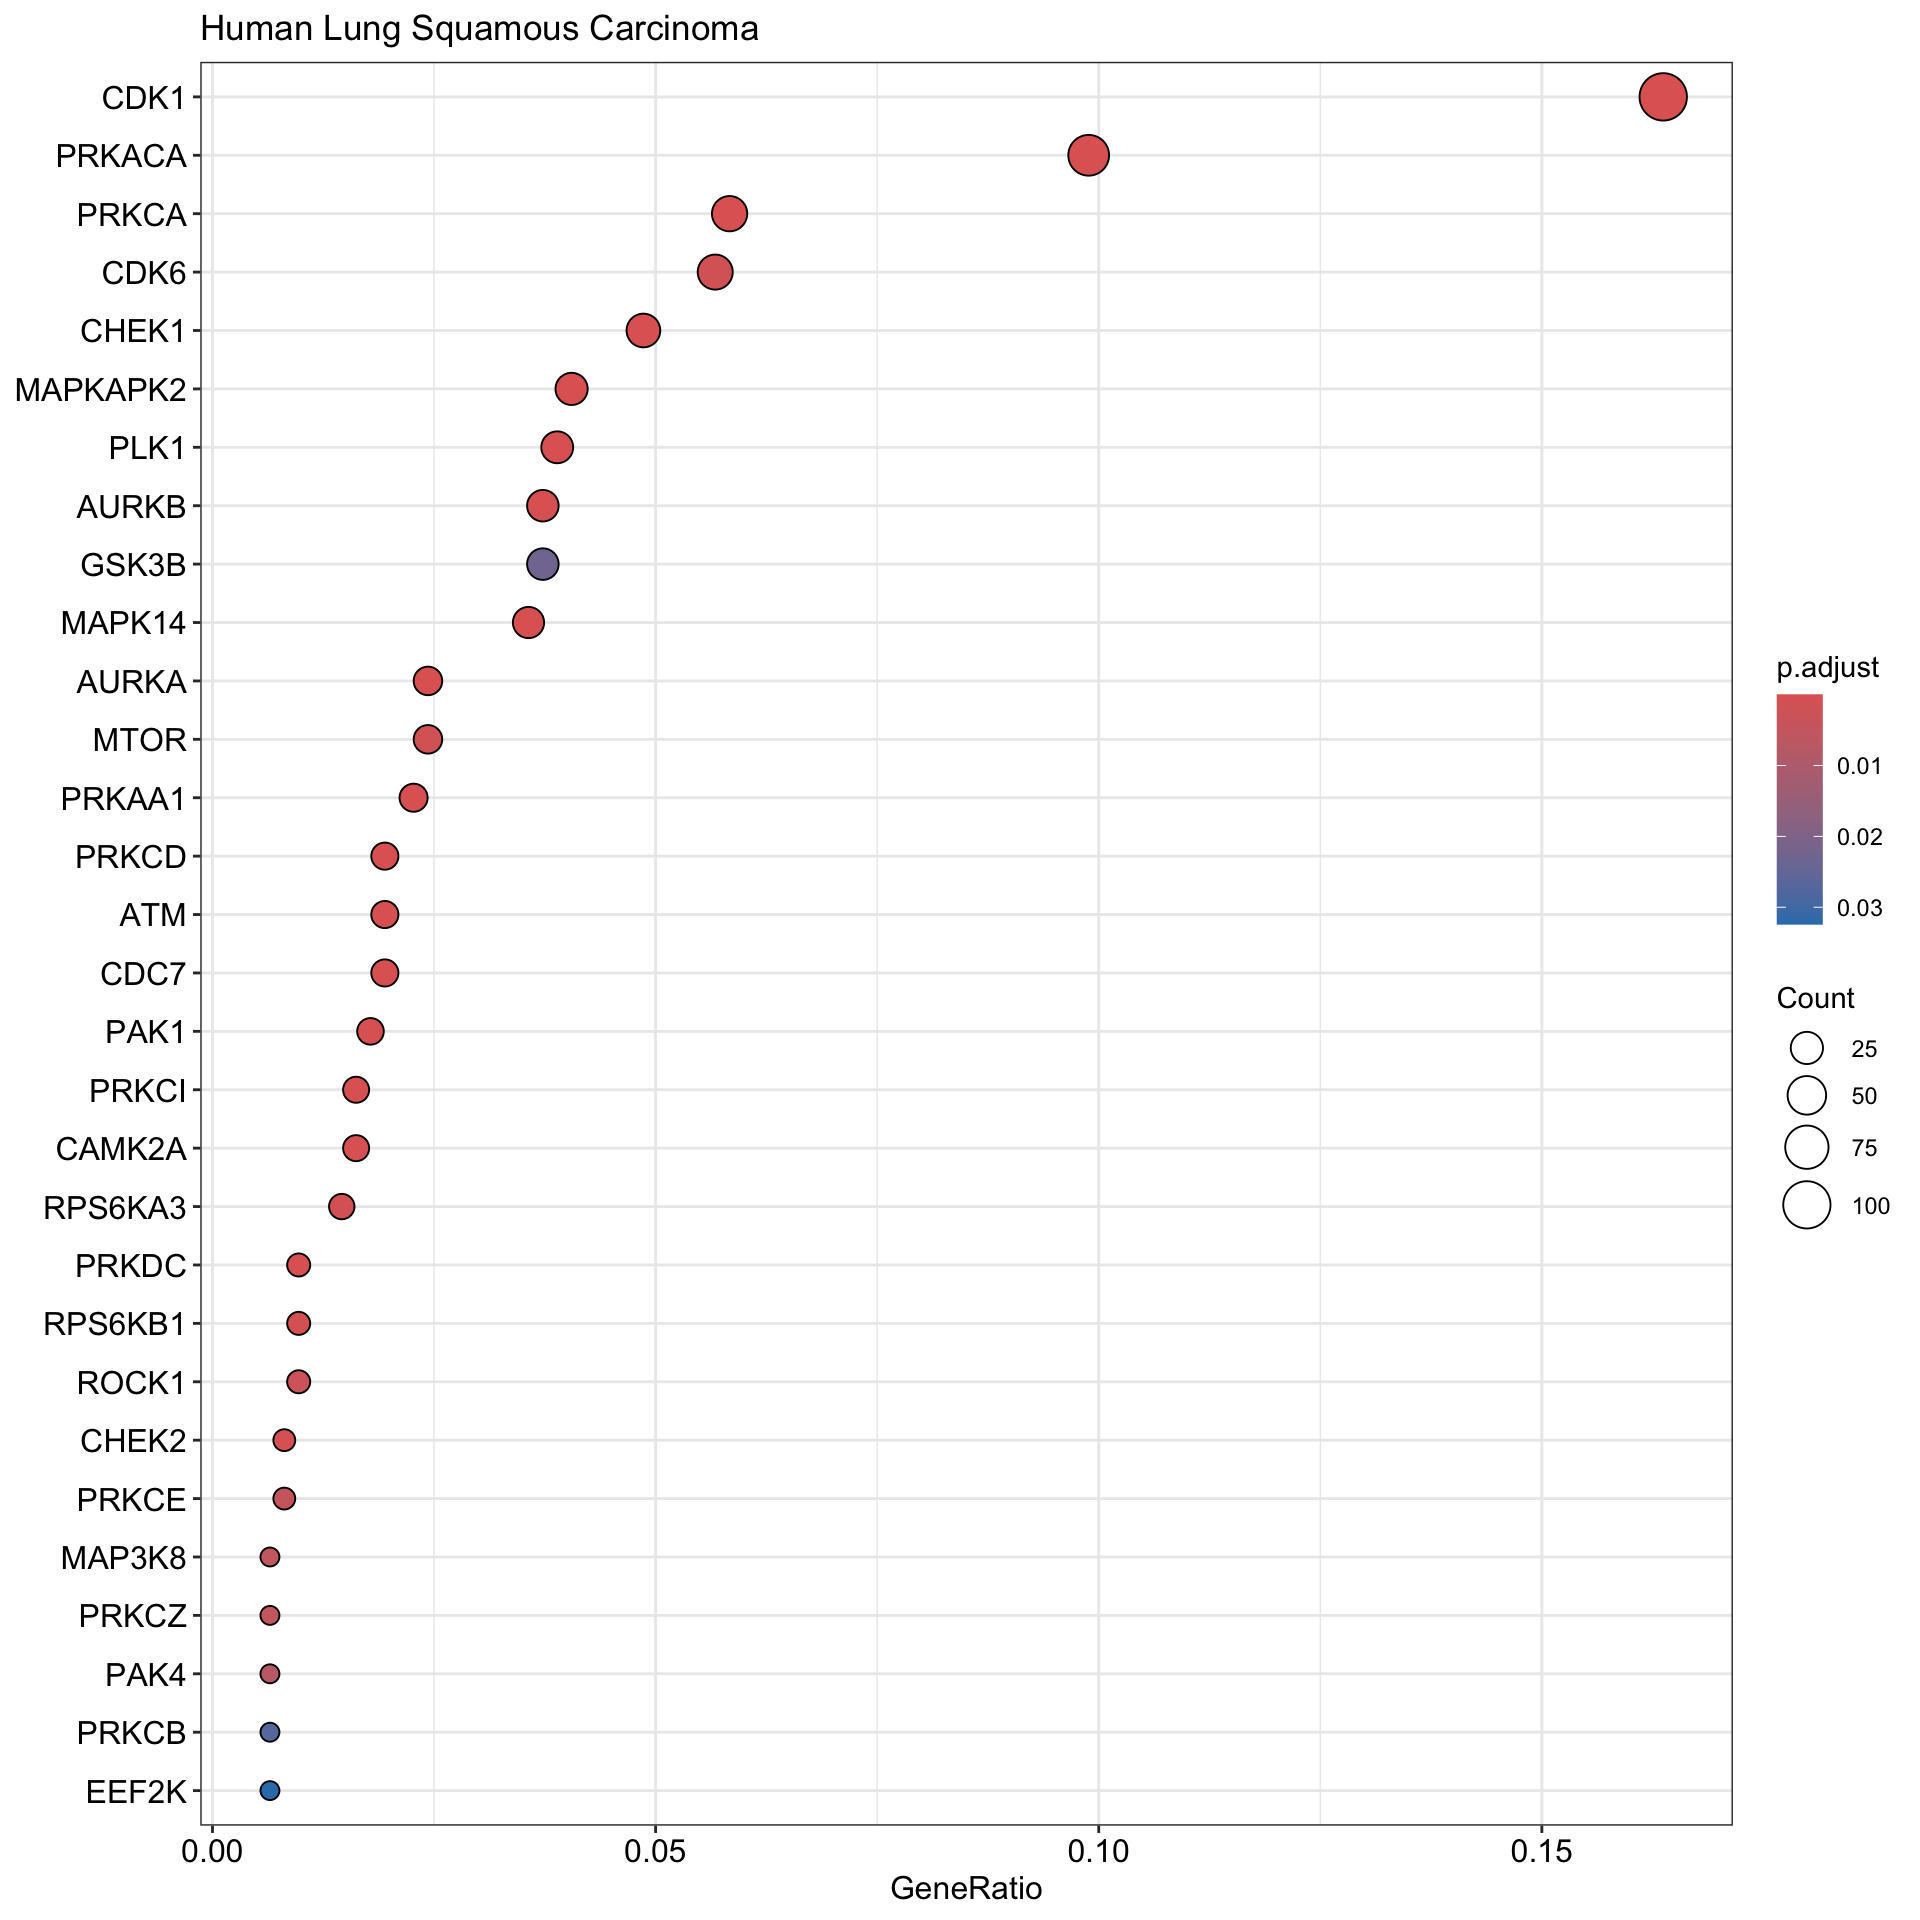 Human Lung Squamous Carcinoma
CDK1
PRKACA
PRKCA
CDK6
CHEK1
MAPKAPK2
PLK1
AURKB
GSK3B
MAPK14
AURKA
MTOR
PRKAA1
PRKCD
ATM
CDC7
PAK1
PRKCI
CAMK2A
RPS6KA3
PRKDC
RPS6KB1
ROCK1
CHEK2
PRKCE
MAP3K8
PRKCZ
PAK4
PRKCB
EEF2K
0.00 0.05 0.10 0.15
GeneRatio
p.adjust
0.01
0.02
0.03
Count
25
50
75
100